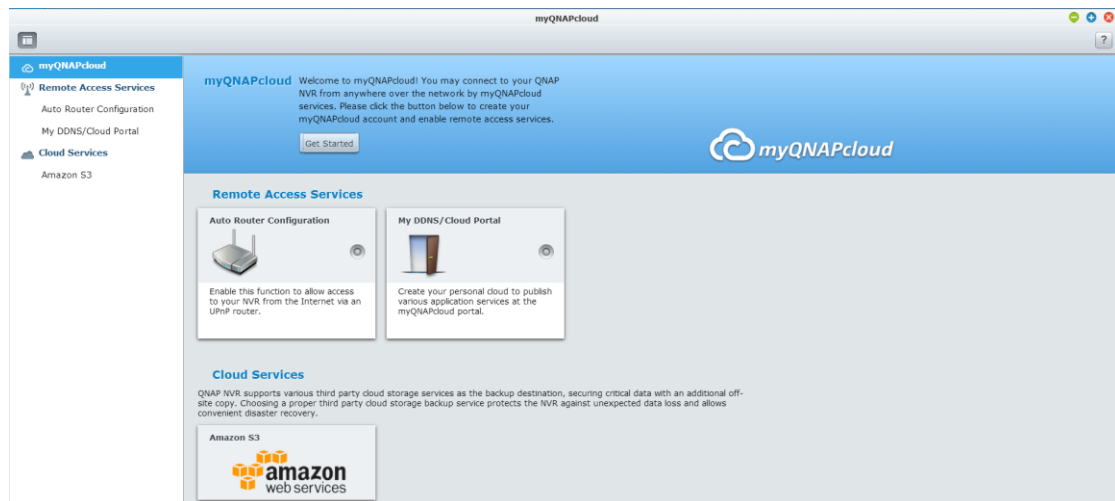 myQNAPcloud
?
myQNAPcloud
Remote Access Services
Auto Router Configuration
My DDNS/Cloud Portal
Cloud Services
Amazon S3
myQNAPcloud
Welcome to myQNAPcloud! You may connect to your QNAP
NVR from anywhere over the network by myQNAPcloud
services. Please click the button below to create your
myQNAPcloud account and enable remote access services.
Get Started
myQNAPcloud
Remote Access Services
Auto Router Configuration
Enable this function to allow access
to your NVR from the Internet via an
UPnP router.
My DDNS/Cloud Portal
Create your personal cloud to publish
various application services at the
myQNAPcloud portal.
Cloud Services
QNAP NVR supports various third party cloud storage services as the backup destination, securing critical data with an additional off-
site copy. Choosing a proper third party cloud storage backup service protects the NVR against unexpected data loss and allows
convenient disaster recovery.
Amazon S3
amazon
web services